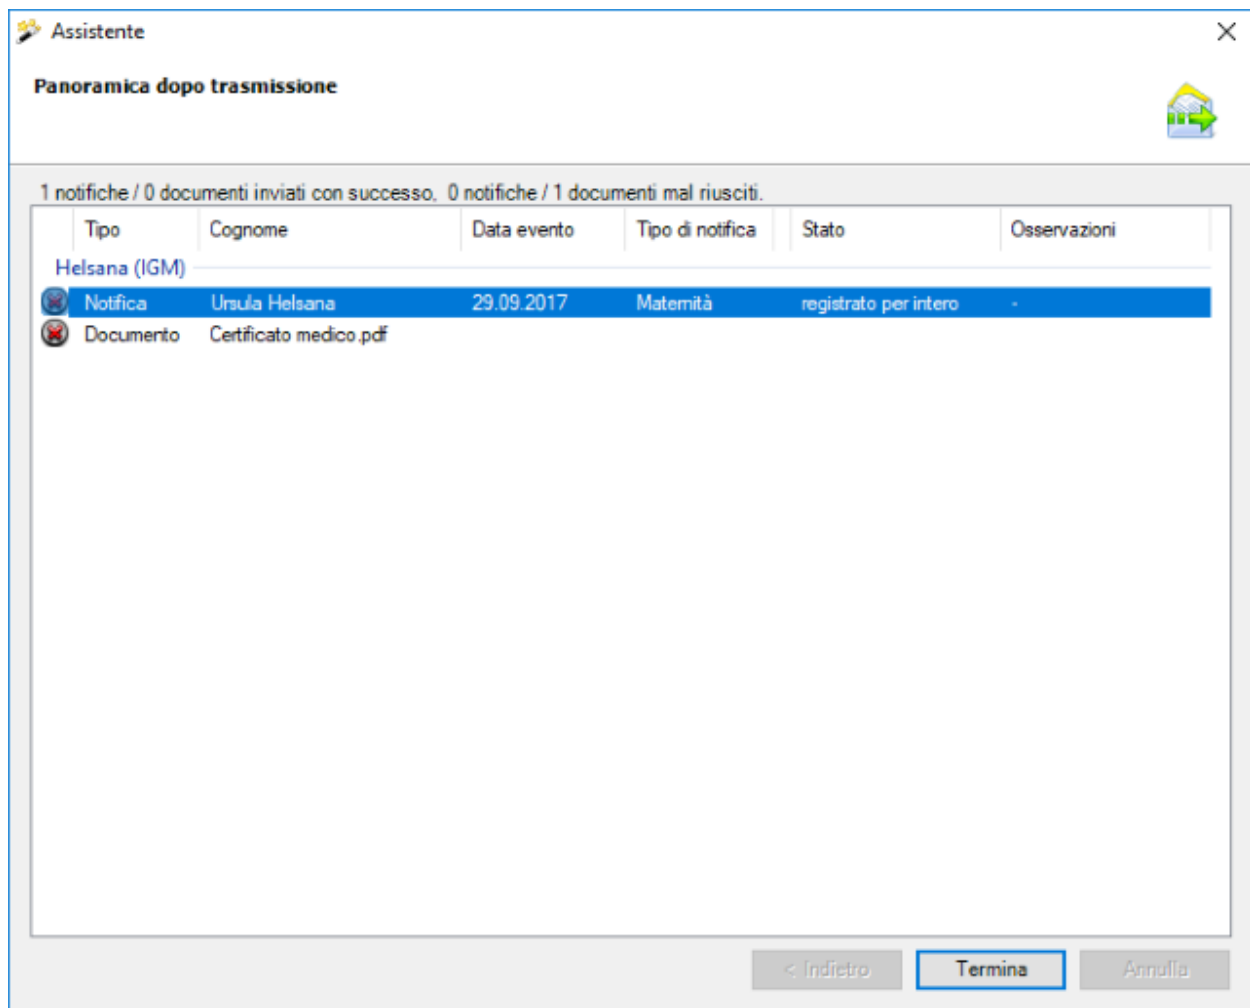 Assistente
Panoramica dopo trasmissione
1 notifiche / 0 documenti inviati con successo, 0 notifiche / 1 documenti mal riusciti.
Tipo Cognome Data evento Tipo di notifica Stato Osservazioni
Helsana (IGM)
Notifica Ursula Helsana 29.09.2017 Maternità registrato per intero -
Documento Certificato medico.pdf
< Indietro Termina Annulla